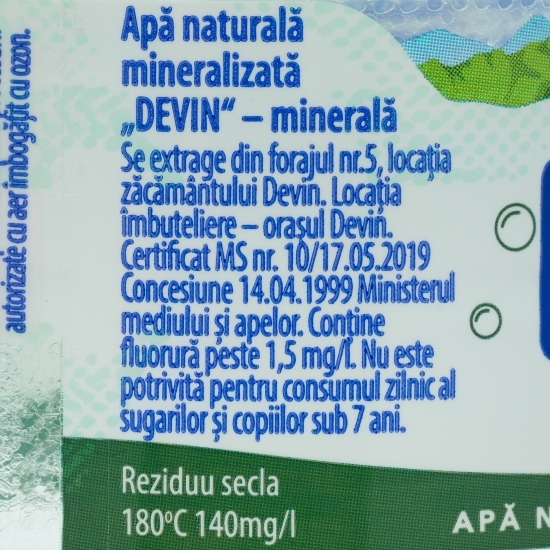 Apă naturală
mineralizată
„DEVIN“ – minerală
Se extrage din forajul nr.5, locația
zăcământului Devin. Locația
îmbuteliere – orașul Devin.
Certificat MS nr. 10/17.05.2019
Concesiune 14.04.1999 Ministerul
mediului și apelor. Conține
fluorură peste 1,5 mg/l. Nu este
potrivită pentru consumul zilnic al
sugarilor și copiilor sub 7 ani.
Reziduu secla
180ºC 140mg/l
APĂ N
autorizate cu aer îmbogățit cu ozon.